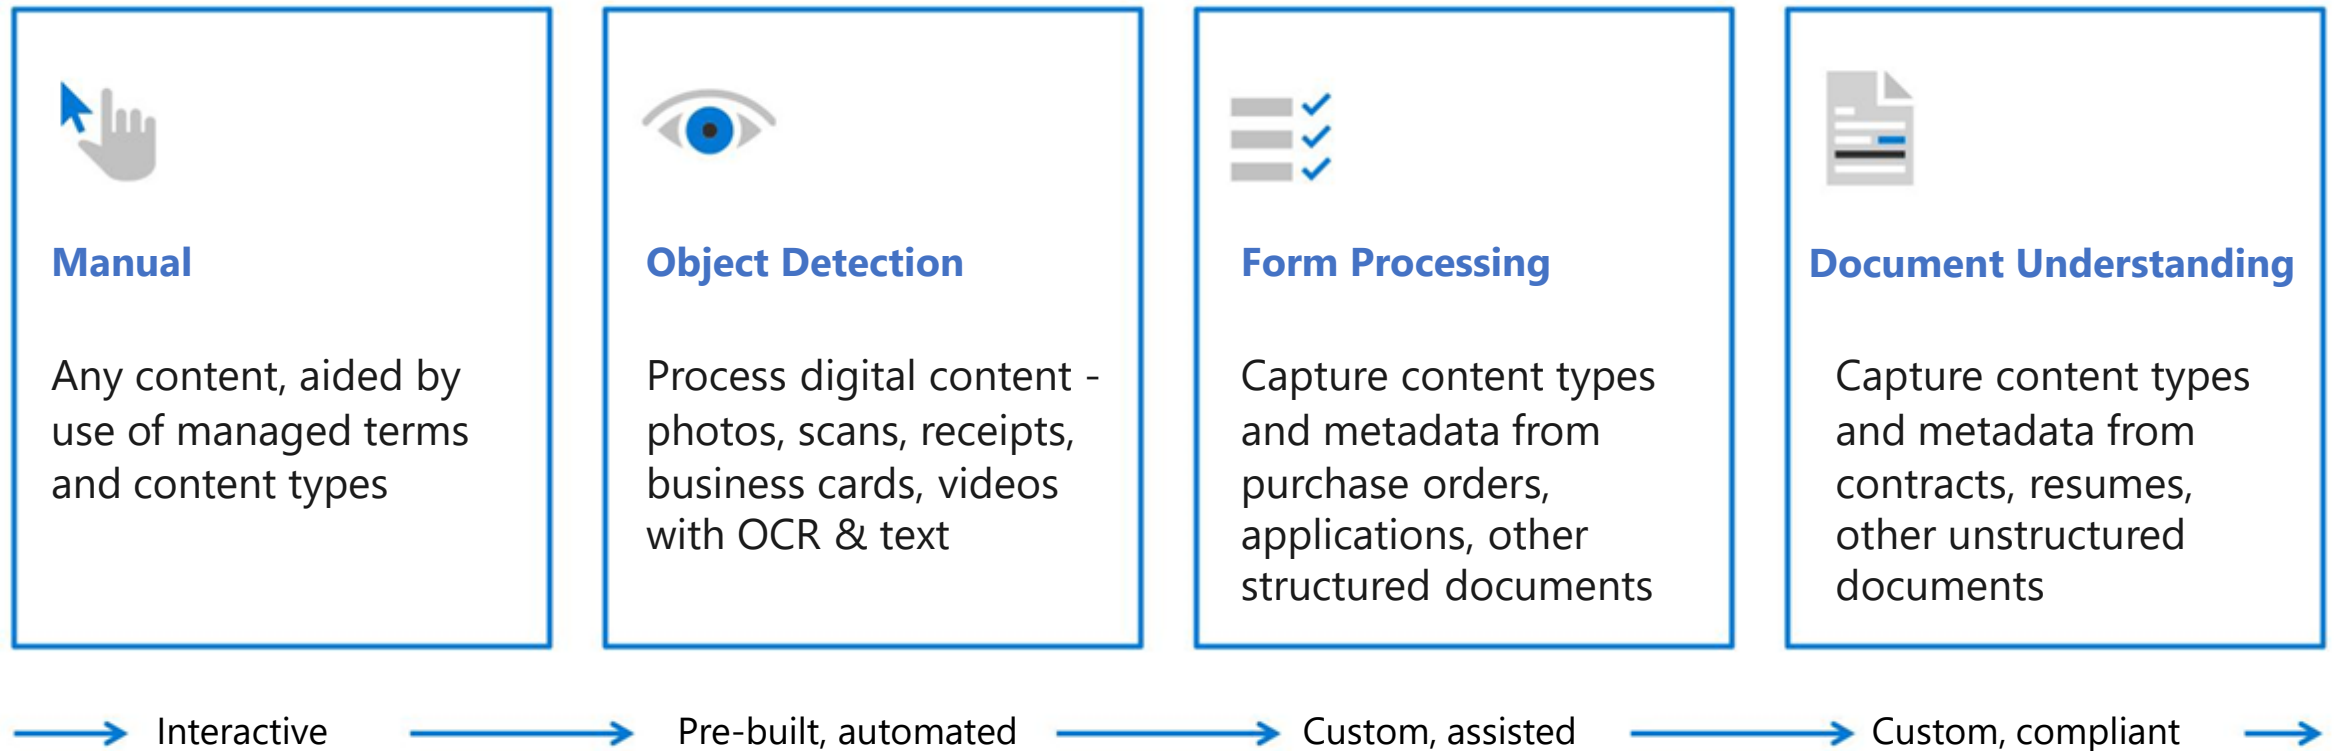 Manual
Any content, aided by
use of managed terms
and content types
Object Detection
Process digital content -
photos, scans, receipts,
business cards, videos
with OCR & text
Form Processing
Capture content types
and metadata from
purchase orders,
applications, other
structured documents
Document Understanding
Capture content types
and metadata from
contracts, resumes,
other unstructured
documents
Interactive
Pre-built, automated
Custom, assisted
Custom, compliant